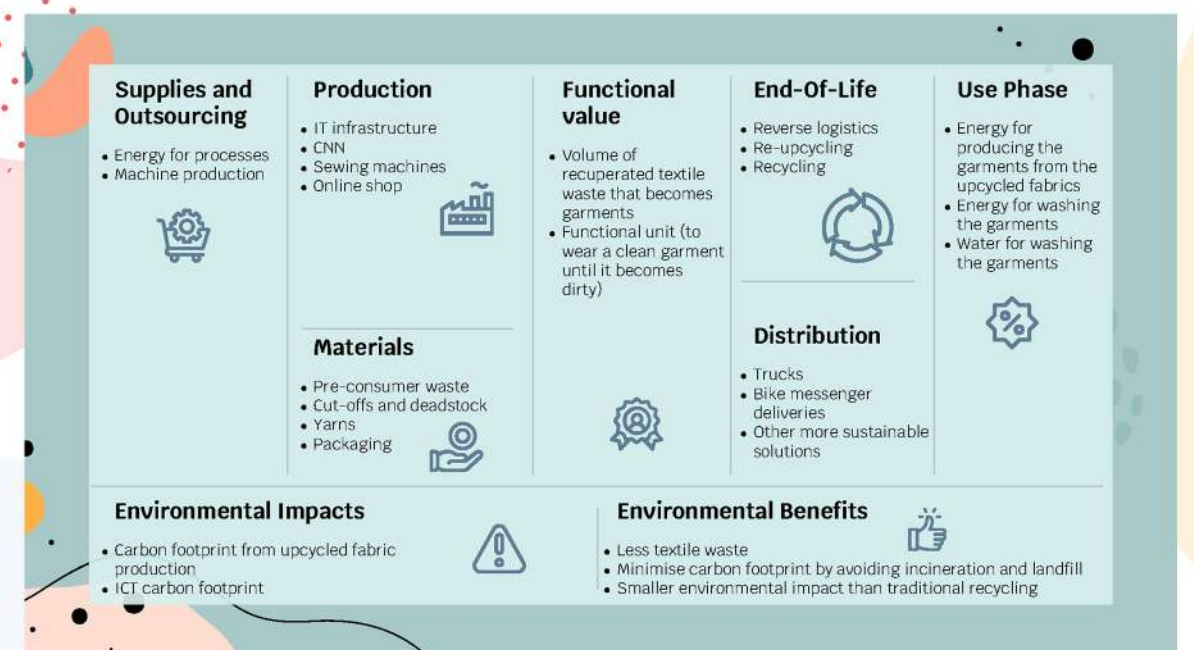 Supplies and
Outsourcing
• Energy for processes
• Machine production
Production
• IT infrastructure
• CNN
• Sewing machines
• Online shop
Materials
• Pre-consumer waste
• Cut-offs and deadstock
• Yarns
• Packaging
Functional
value
• Volume of
recuperated textile
waste that becomes
garments
• Functional unit (to
wear a clean garment
until it becomes
dirty)
End-Of-Life
• Reverse logistics
• Re-upcycling
• Recycling
Distribution
• Trucks
• Bike messenger
deliveries
• Other more sustainable
solutions
Use Phase
• Energy for
producing the
garments from the
upcycled fabrics
• Energy for washing
the garments
• Water for washing
the garments
%
Environmental Impacts
• Carbon footprint from upcycled fabric
production
• ICT carbon footprint
Environmental Benefits
• Less textile waste
• Minimise carbon footprint by avoiding incineration and landfill
• Smaller environmental impact than traditional recycling